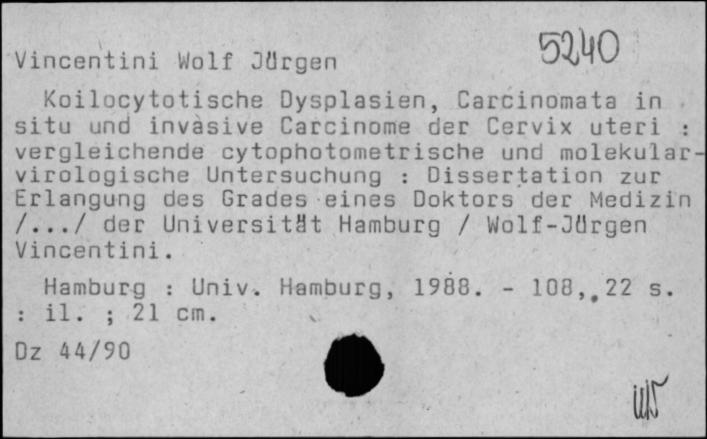 5240
Vincentini Wolf Jürgen
Koilocytotische Dysplasien, Carcinomata in
situ und invasive Carcinome der Cervix uteri :
vergleichende cytophotometrische und molekular-
virologische Untersuchung : Dissertation zur
Erlangung des Grades eines Doktors der Medizin
/.../ der Universität Hamburg / Wolf-Jürgen
Vincentini.
Hamburg : Univ. Hamburg, 1988. - 108, 22 s.
: il. ; 21 cm.
Dz 44/90